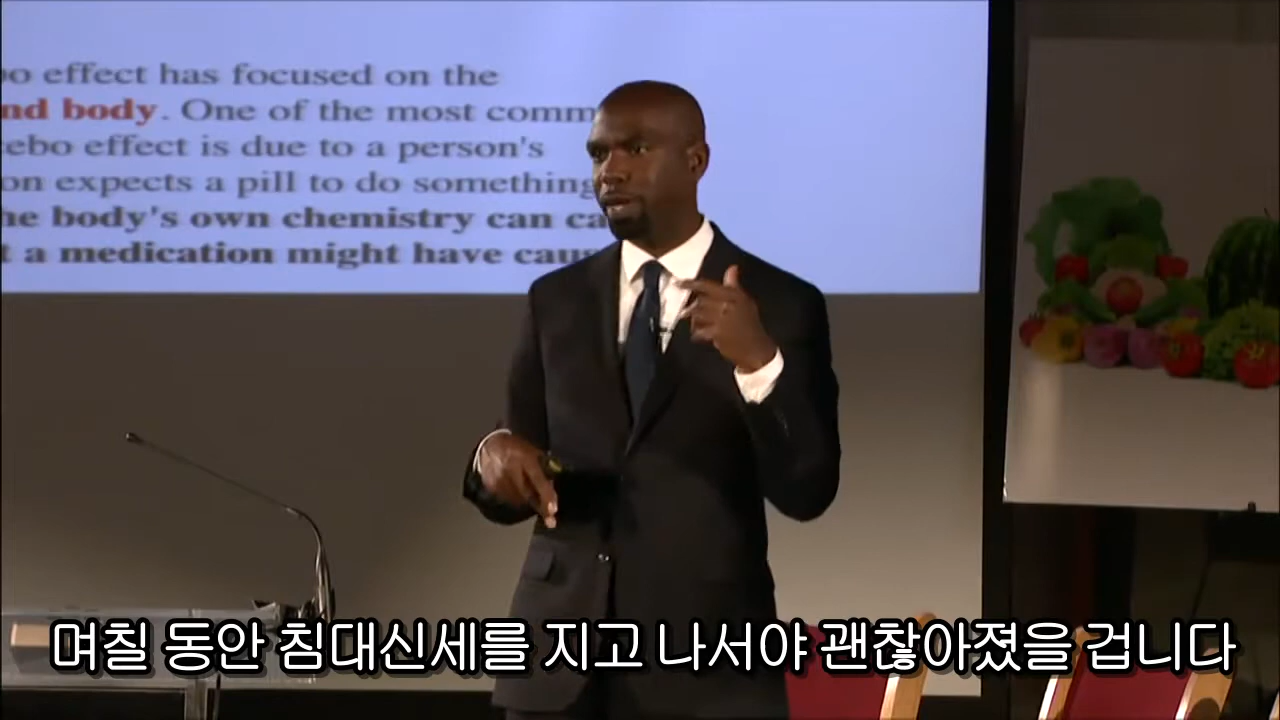 bo effect has focused on the
nd body. One of the most comm
cebo effect is due to a person's
on expects a pill to do something
he body's own chemistry can ca
t a medication might have cau
며칠 동안 침대신세를 지고 나서야 괜찮아졌을 겁니다